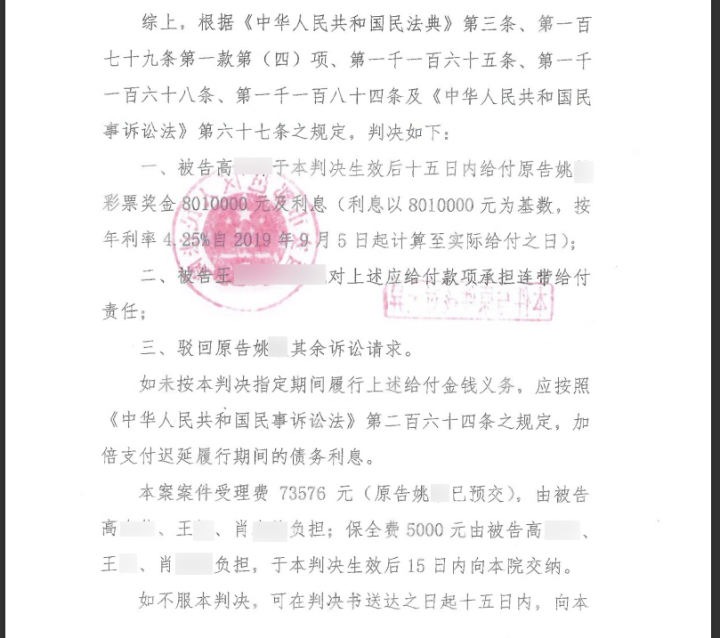 综上，根据《中华人民共和国民法典》第三条、第一百
七十九条第一款第（四）项、第一千一百六十五条、第一千
一百六十八条、第一千一百八十四条及《中华人民共和国民
事诉讼法》第六十七条之规定，判决如下：
一、被告高 于本判决生效后十五日内给付原告姚
彩票奖金 8010000 元及利息（利息以 8010000 元为基数，按
年利率 4.25%自 2019 年 9 月 5 日起计算至实际给付之日）；
二、被告王 对上述应给付款项承担连带给付
责任；
三、驳回原告姚 其余诉讼请求。
如未按本判决指定期间履行上述给付金钱义务，应按照
《中华人民共和国民事诉讼法》第二百六十四条之规定，加
倍支付迟延履行期间的债务利息。
本案案件受理费 73576 元（原告姚 已预交），由被告
高 、王 、肖 负担；保全费 5000 元由被告高 、
王 、肖 负担，于本判决生效后 15 日内向本院交纳。
如不服本判决，可在判决书送达之日起十五日内，向本